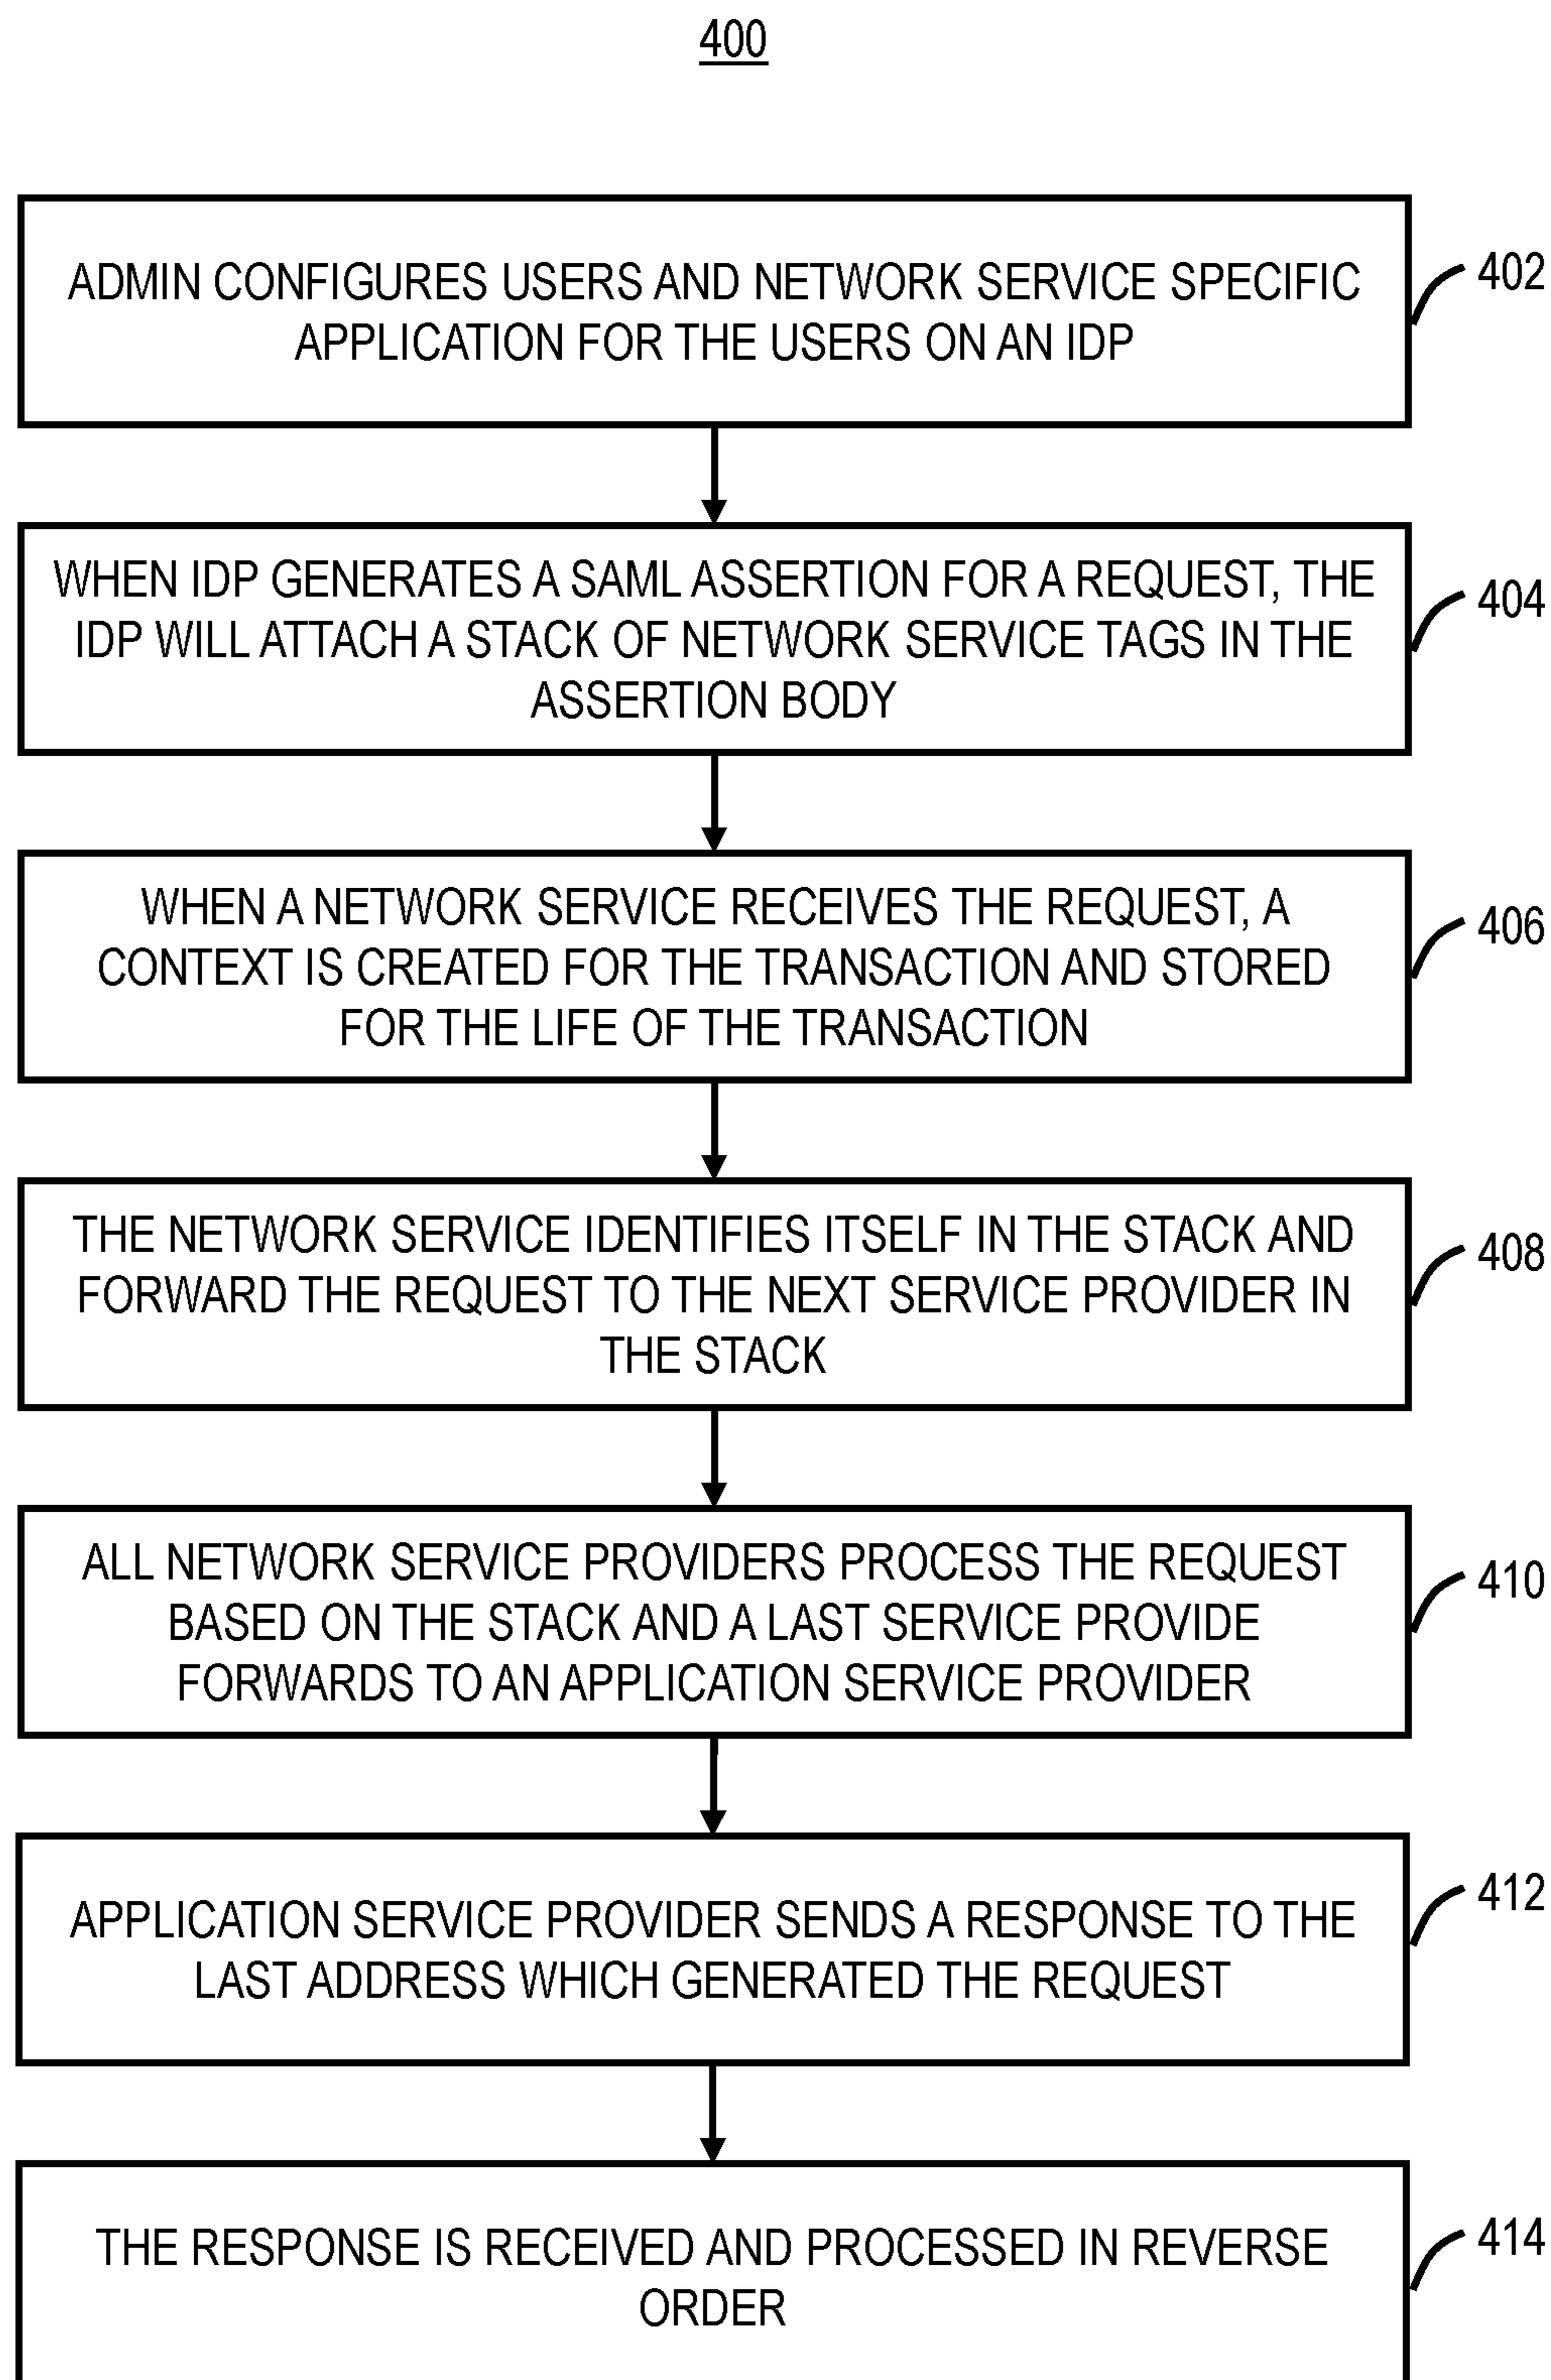 400
ADMIN CONFIGURES USERS AND NETWORK SERVICE SPECIFIC
APPLICATION FOR THE USERS ON AN IDP
402
WHEN IDP GENERATES A SAML ASSERTION FOR A REQUEST, THE
IDP WILL ATTACH A STACK OF NETWORK SERVICE TAGS IN THE
ASSERTION BODY
404
WHEN A NETWORK SERVICE RECEIVES THE REQUEST, A
CONTEXT IS CREATED FOR THE TRANSACTION AND STORED
FOR THE LIFE OF THE TRANSACTION
406
THE NETWORK SERVICE IDENTIFIES ITSELF IN THE STACK AND
FORWARD THE REQUEST TO THE NEXT SERVICE PROVIDER IN
THE STACK
408
ALL NETWORK SERVICE PROVIDERS PROCESS THE REQUEST
BASED ON THE STACK AND A LAST SERVICE PROVIDE
FORWARDS TO AN APPLICATION SERVICE PROVIDER
410
APPLICATION SERVICE PROVIDER SENDS A RESPONSE TO THE
LAST ADDRESS WHICH GENERATED THE REQUEST
412
THE RESPONSE IS RECEIVED AND PROCESSED IN REVERSE
ORDER
414